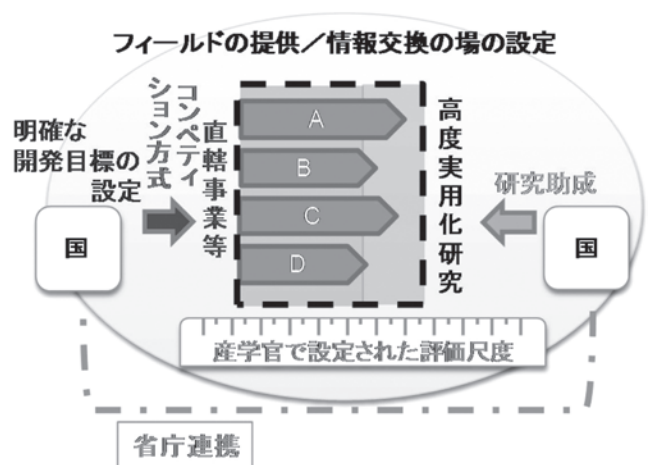 フィールドの提供／情報交換の場の設定
明確な
開発目標の
設定
コンペティ
ション方式
直轄事業等
A
B
C
D
高度実用化研究
研究助成
国
国
産学官で設定された評価尺度
省庁連携